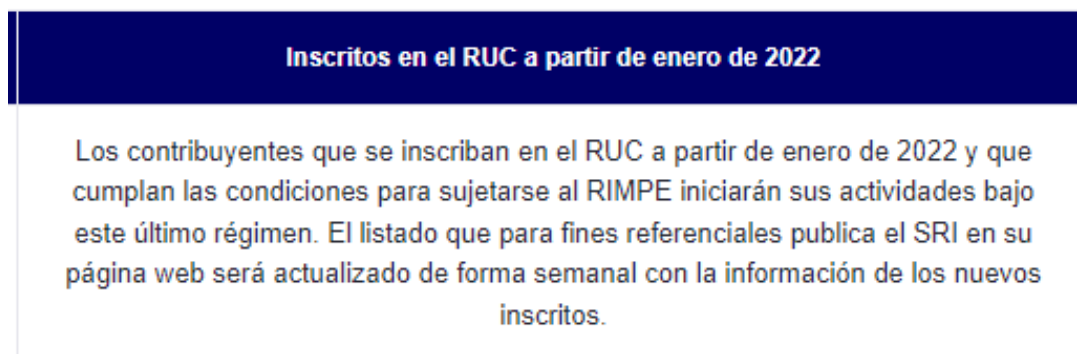 Inscritos en el RUC a partir de enero de 2022
Los contribuyentes que se inscriban en el RUC a partir de enero de 2022 y que
cumplan las condiciones para sujetarse al RIMPE iniciarán sus actividades bajo
este último régimen. El listado que para fines referenciales publica el SRI en su
página web será actualizado de forma semanal con la información de los nuevos
inscritos.